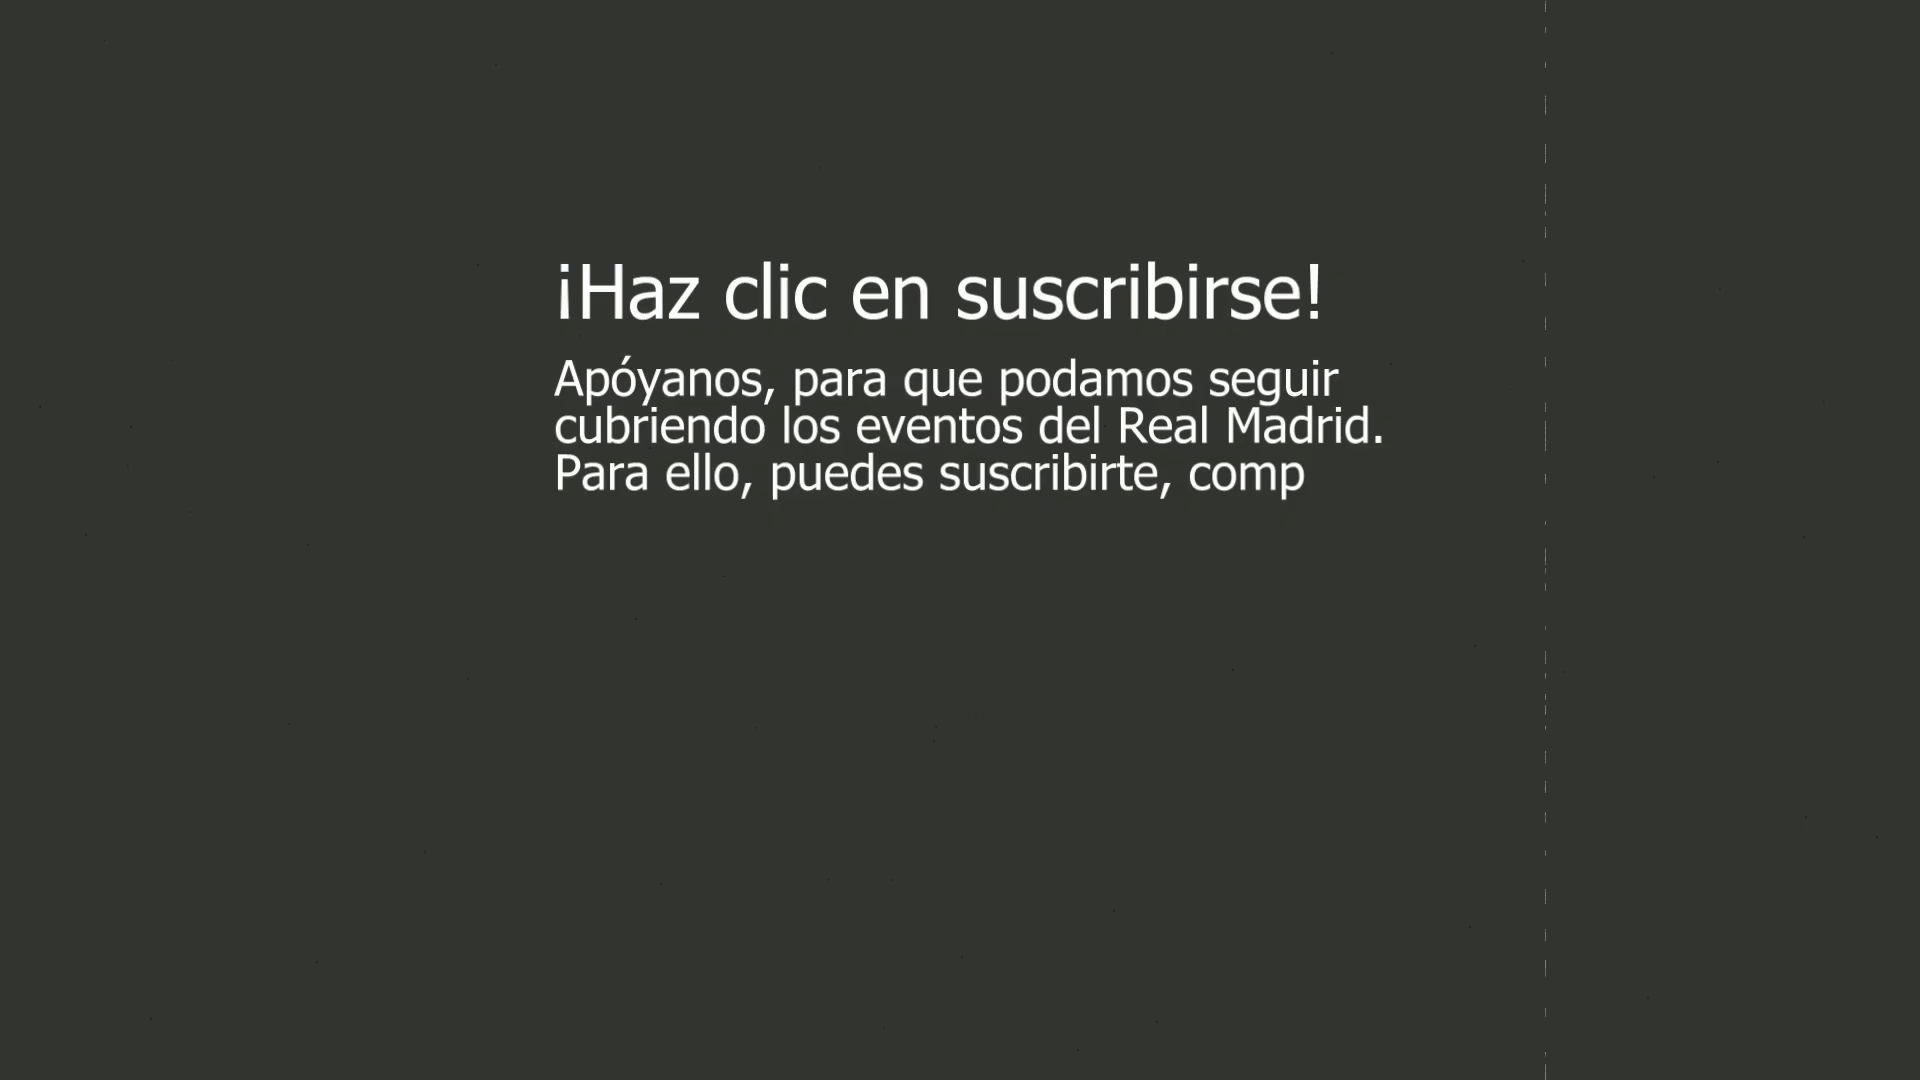 ¡Haz clic en suscribirse!
Apóyanos, para que podamos seguir
cubriendo los eventos del Real Madrid.
Para ello, puedes suscribirte, comp